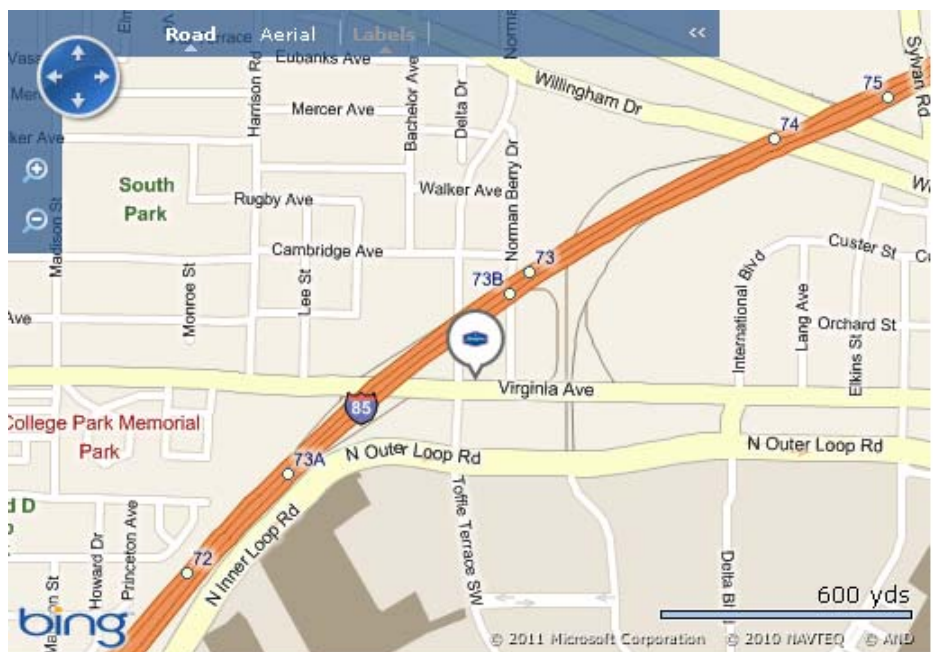 Road
Aerial
Labels
«
Eubanks Ave
Willingham Dr
Sylvan Rd
75
74
Harrison Rd
Mercer Ave
Bachelor Ave
Delta Dr
South
Park
Rugby Ave
Walker Ave
Norman Berry Dr
Madison St
Cambridge Ave
73
73B
Custer St
International Blvd
Monroe St
Lee St
Lang Ave
Orchard St
Elkins St
Virginia Ave
85
College Park Memorial
Park
73A
N Outer Loop Rd
N Outer Loop Rd
Toffie Terrace SW
72
Howard Dr
Princeton Ave
N Inner Loop Rd
600 yds
bing
© 2011 Microsoft Corporation © 2010 NAVTEQ © AND